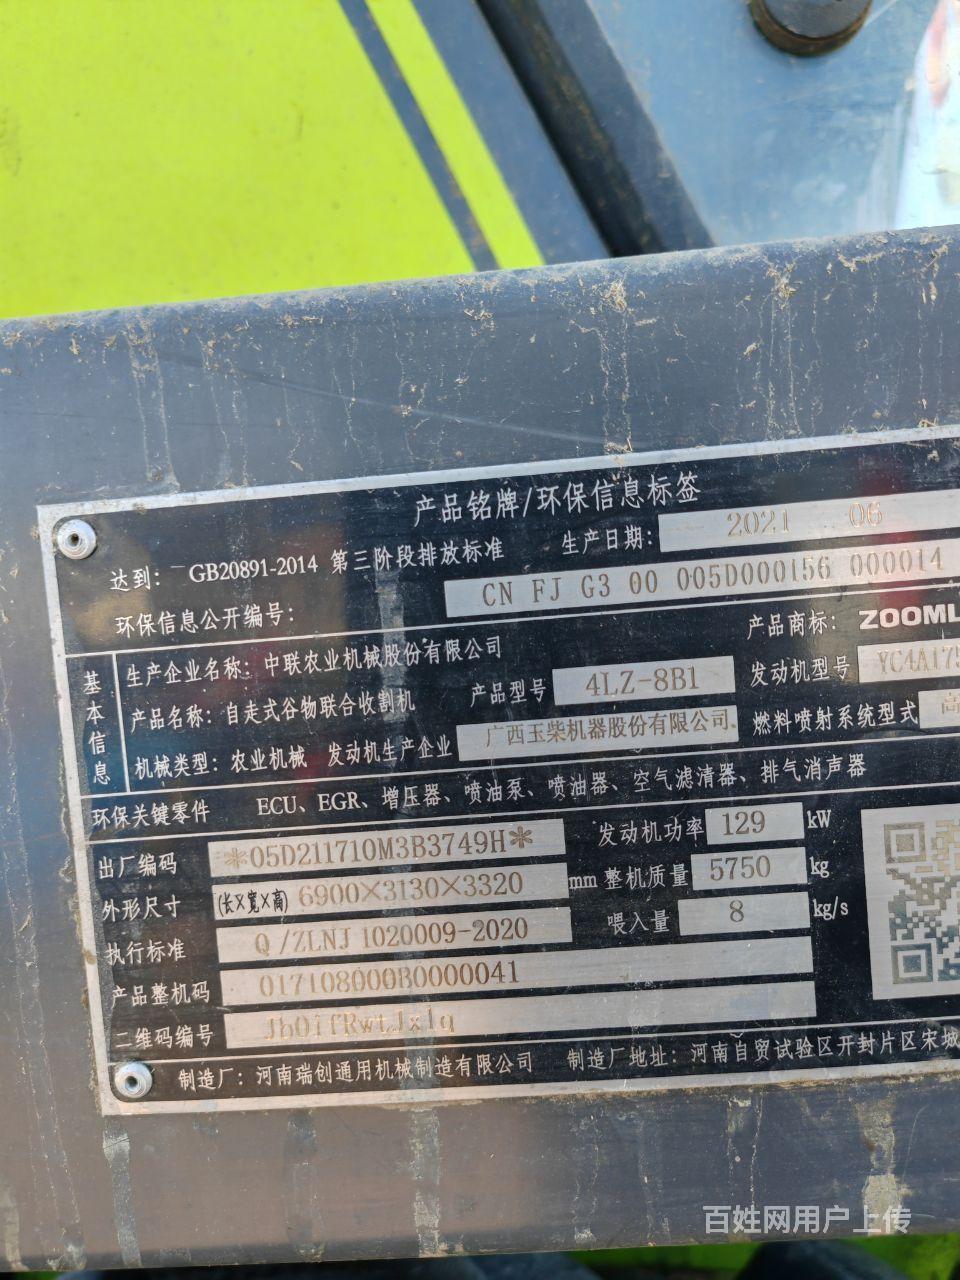 产品铭牌/环保信息标签
达到: GB20891-2014 第三阶段排放标准 生产日期: 2021 06
环保信息公开编号: CN FJ G3 00 005D000156 000014
生产企业名称: 中联农业机械股份有限公司 产品商标: ZOOML
基本信息
产品名称: 自走式谷物联合收割机 产品型号 4LZ-8B1 发动机型号 YC4A175
机械类型: 农业机械 发动机生产企业 广西玉柴机器股份有限公司 燃料喷射系统型式 高
环保关键零件 ECU、EGR、增压器、喷油泵、喷油器、空气滤清器、排气消声器
出厂编码 *05D211710M3B3749H* 发动机功率 129 kW
外形尺寸 (长×宽×高) 6900×3130×3320 mm 整机质量 5750 kg
执行标准 Q/ZLNJ 1020009-2020 喂入量 8 kg/s
产品整机码 017108000B0000041
二维码编号 Jb01fRwtJxlq
制造厂: 河南瑞创通用机械制造有限公司 制造厂地址: 河南自贸试验区开封片区宋城
百姓网用户上传